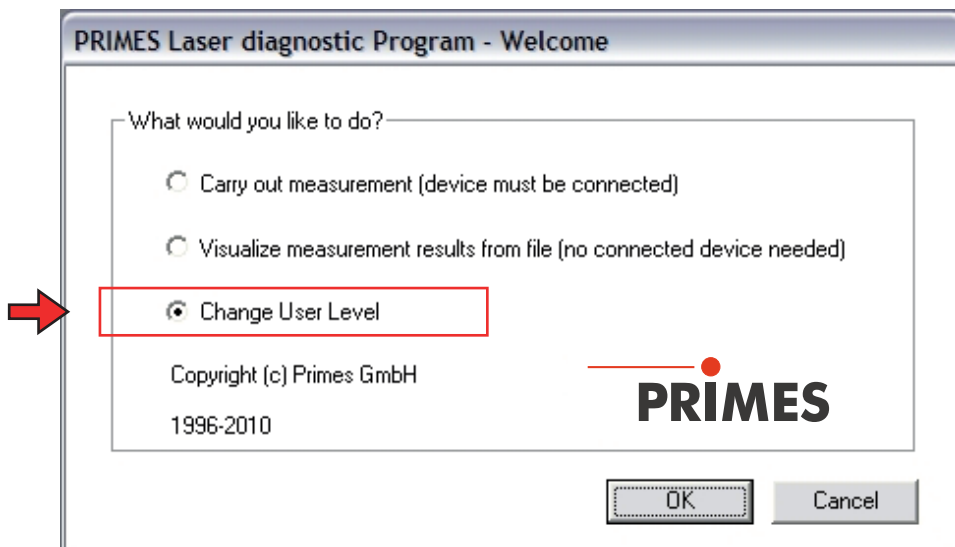 PRIMES Laser diagnostic Program - Welcome
What would you like to do?
Carry out measurement (device must be connected)
Visualize measurement results from file (no connected device needed)
Change User Level
Copyright (c) Primes GmbH
1996-2010
PRIMES
OK
Cancel